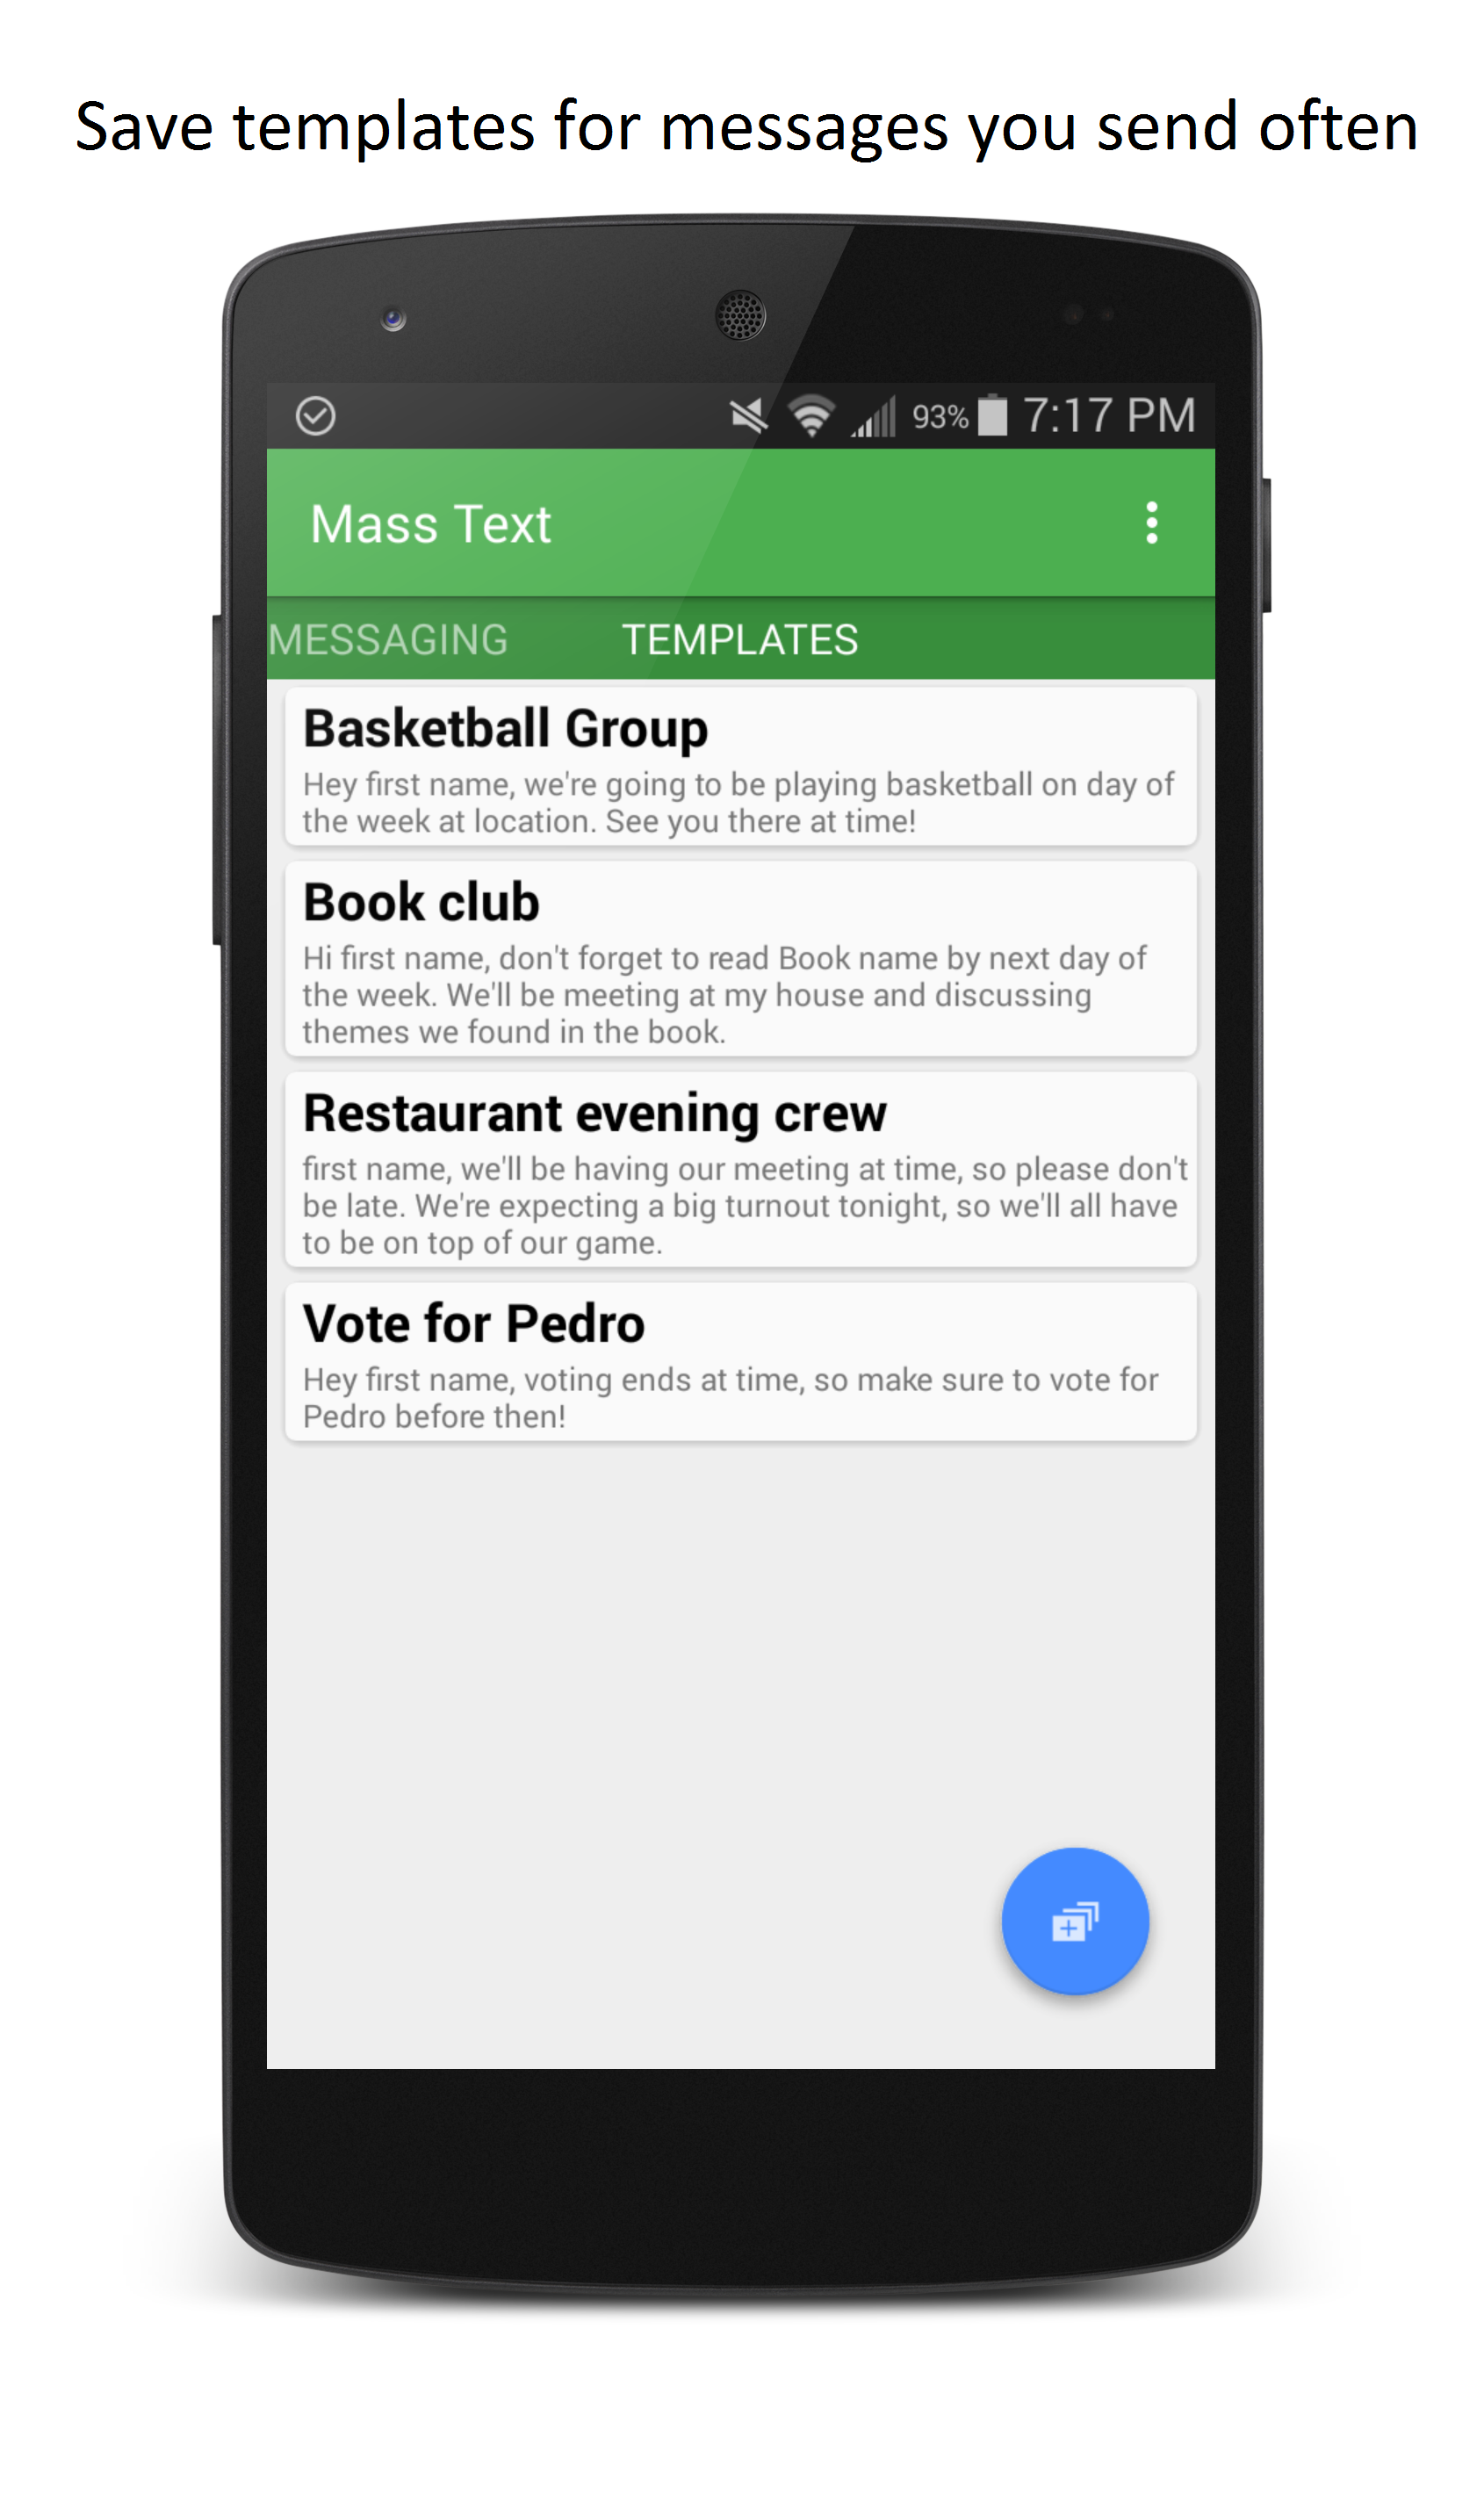 Save templates for messages you send often
93% 7:17 PM
Mass Text
MESSAGING TEMPLATES
Basketball Group
Hey first name, we're going to be playing basketball on day of
the week at location. See you there at time!
Book club
Hi first name, don't forget to read Book name by next day of
the week. We'll be meeting at my house and discussing
themes we found in the book.
Restaurant evening crew
first name, we'll be having our meeting at time, so please don't
be late. We're expecting a big turnout tonight, so we'll all have
to be on top of our game.
Vote for Pedro
Hey first name, voting ends at time, so make sure to vote for
Pedro before then!